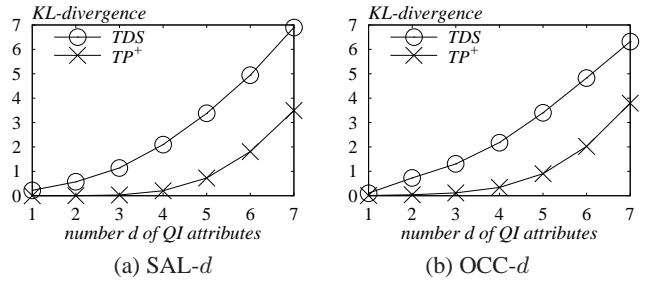 KL-divergence
7
6
5
4
3
2
1
0
TDS
TP+
1 2 3 4 5 6 7
number d of QI attributes
(a) SAL-d
KL-divergence
7
6
5
4
3
2
1
0
TDS
TP+
1 2 3 4 5 6 7
number d of QI attributes
(b) OCC-d